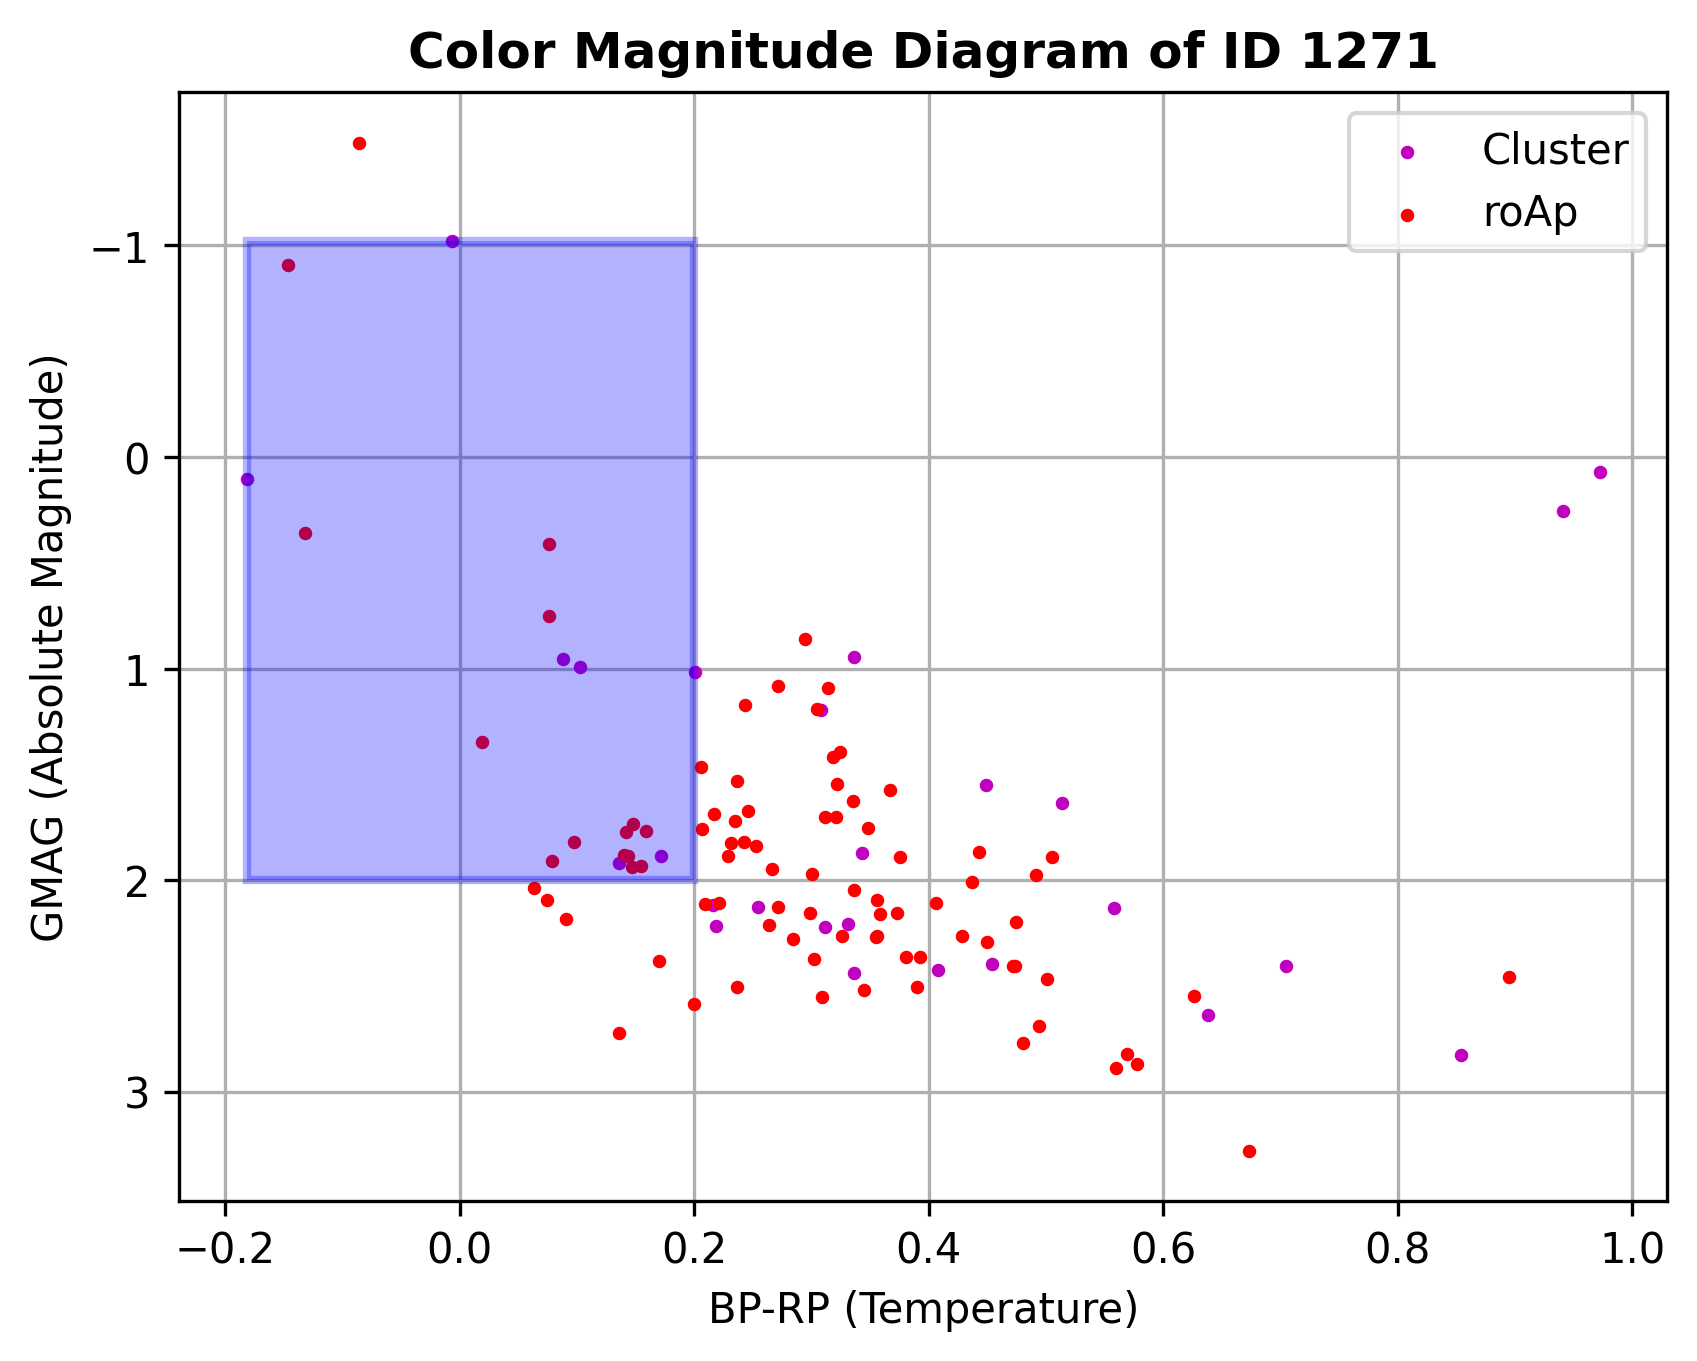 Color Magnitude Diagram of ID 1271
Cluster
roAp
GMAG (Absolute Magnitude)
−1
0
1
2
3
−0.2 0.0 0.2 0.4 0.6 0.8 1.0
BP-RP (Temperature)